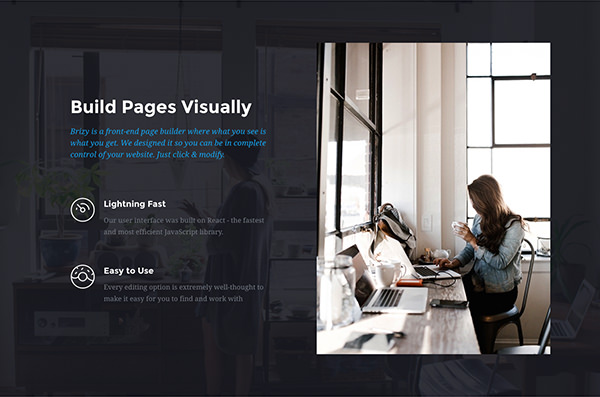 Build Pages Visually
Brizy is a front-end page builder where what you see is
what you get. We designed it so you can be in complete
control of your website. Just click & modify.
Lightning Fast
Our user interface was built on React - the fastest
and most efficient JavaScript library.
Easy to Use
Every editing option is extremely well-thought to
make it easy for you to find and work with